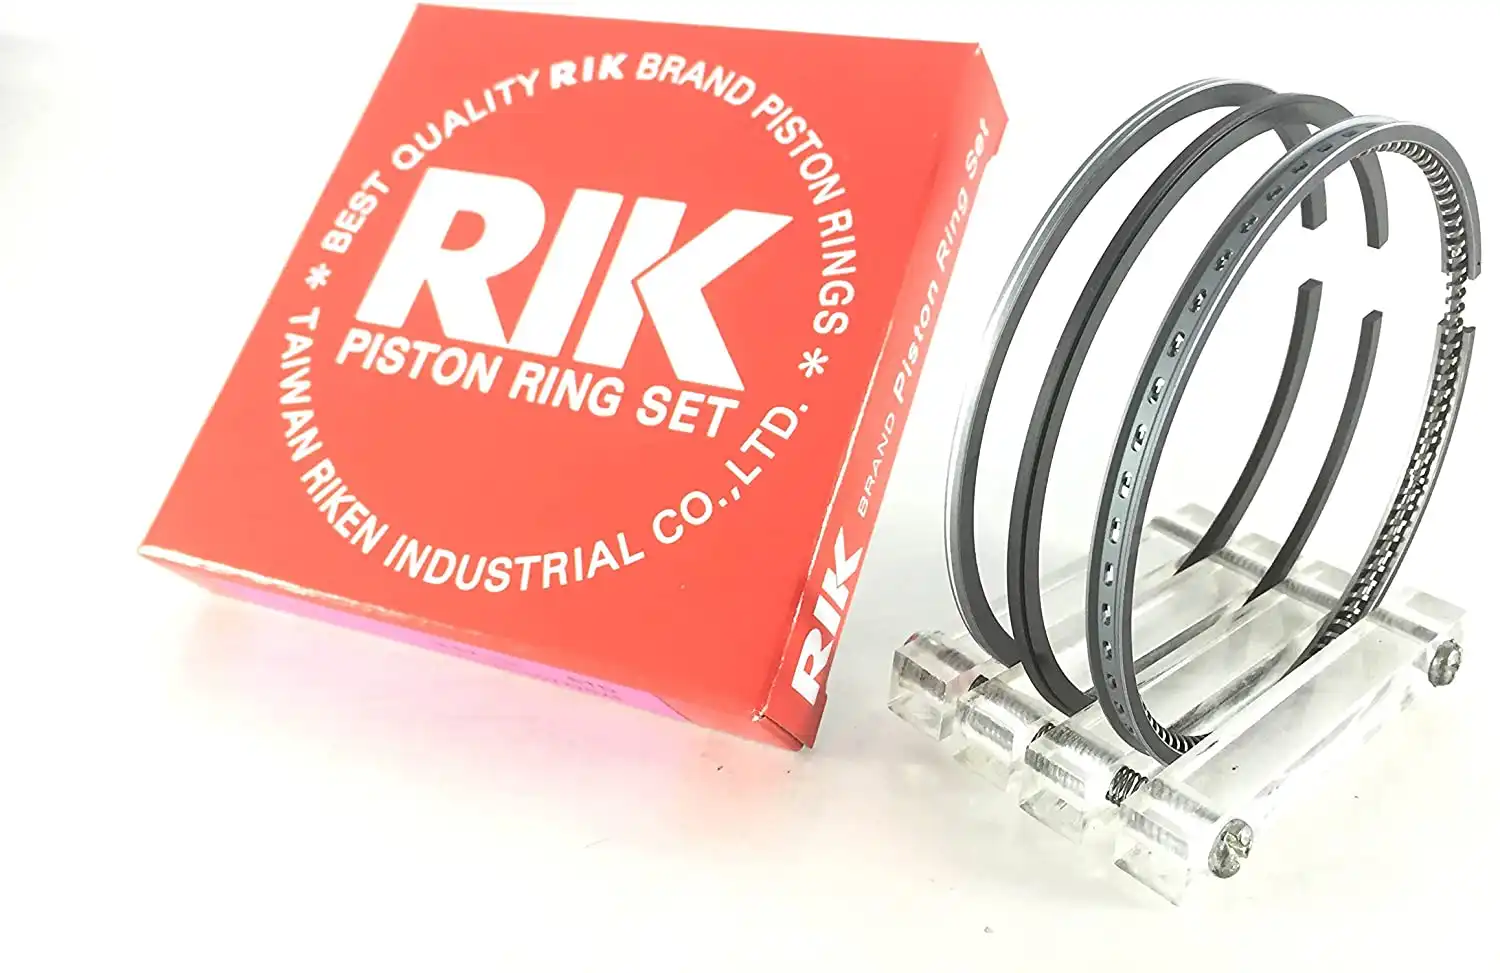 * BEST QUALITY RIK BRAND PISTON RINGS *
RIK
PISTON RING SET
TAIWAN RIKEN INDUSTRIAL CO.,LTD.
RIK BRAND Piston Ring Set